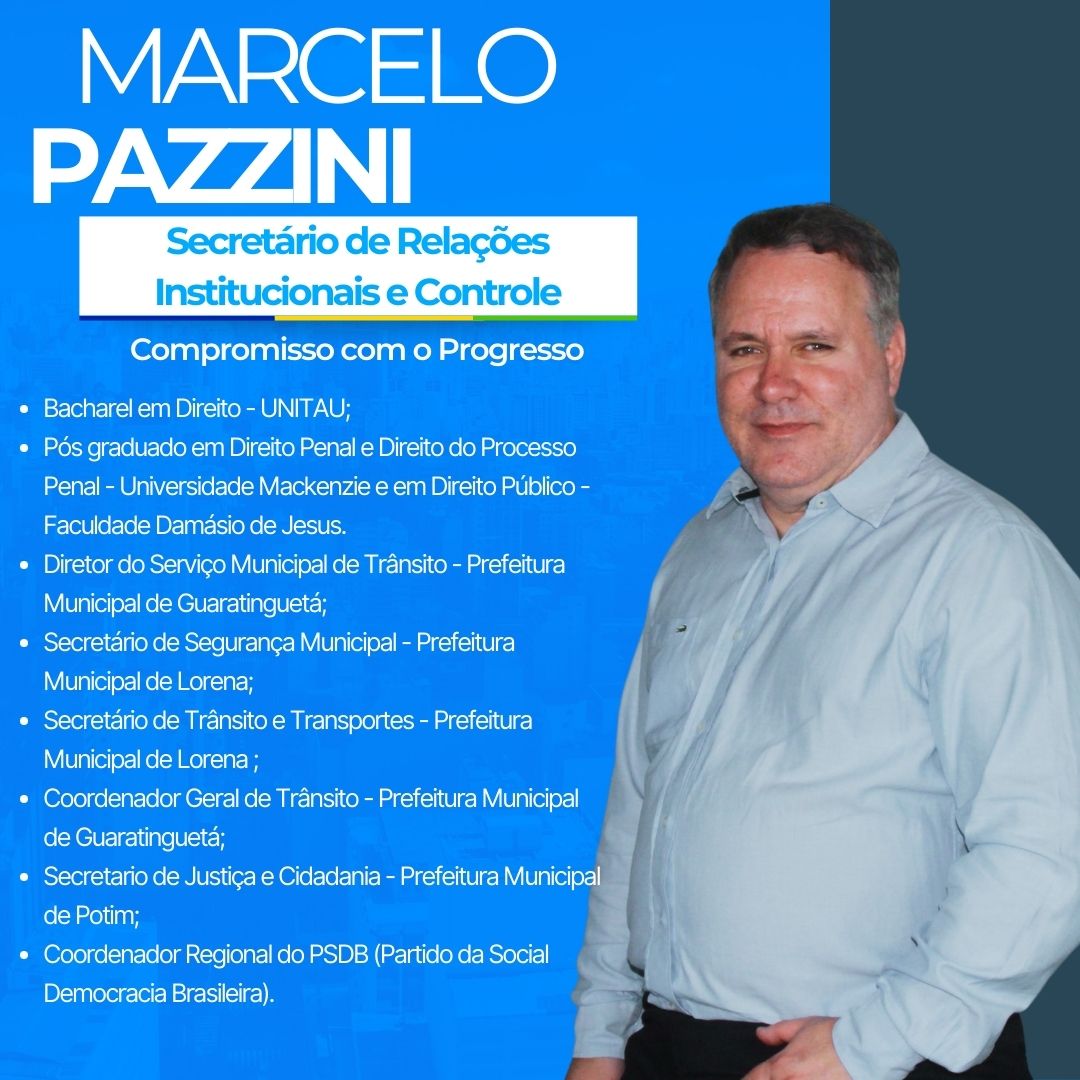 MARCELO
PAZZINI
Secretário de Relações
Institucionais e Controle
Compromisso com o Progresso
• Bacharel em Direito - UNITAU;
• Pós graduado em Direito Penal e Direito do Processo
Penal - Universidade Mackenzie e em Direito Público -
Faculdade Damásio de Jesus.
• Diretor do Serviço Municipal de Trânsito - Prefeitura
Municipal de Guaratinguetá;
• Secretário de Segurança Municipal - Prefeitura
Municipal de Lorena;
• Secretário de Trânsito e Transportes - Prefeitura
Municipal de Lorena ;
• Coordenador Geral de Trânsito - Prefeitura Municipal
de Guaratinguetá;
• Secretario de Justiça e Cidadania - Prefeitura Municipal
de Potim;
• Coordenador Regional do PSDB (Partido da Social
Democracia Brasileira).